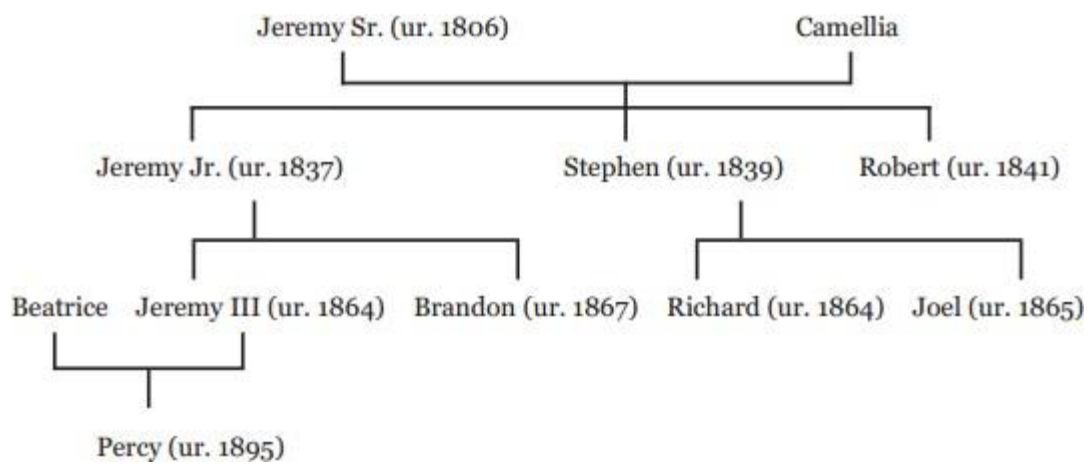 Jeremy Sr. (ur. 1806) Camellia
Jeremy Jr. (ur. 1837) Stephen (ur. 1839) Robert (ur. 1841)
Beatrice Jeremy III (ur. 1864) Brandon (ur. 1867) Richard (ur. 1864) Joel (ur. 1865)
Percy (ur. 1895)